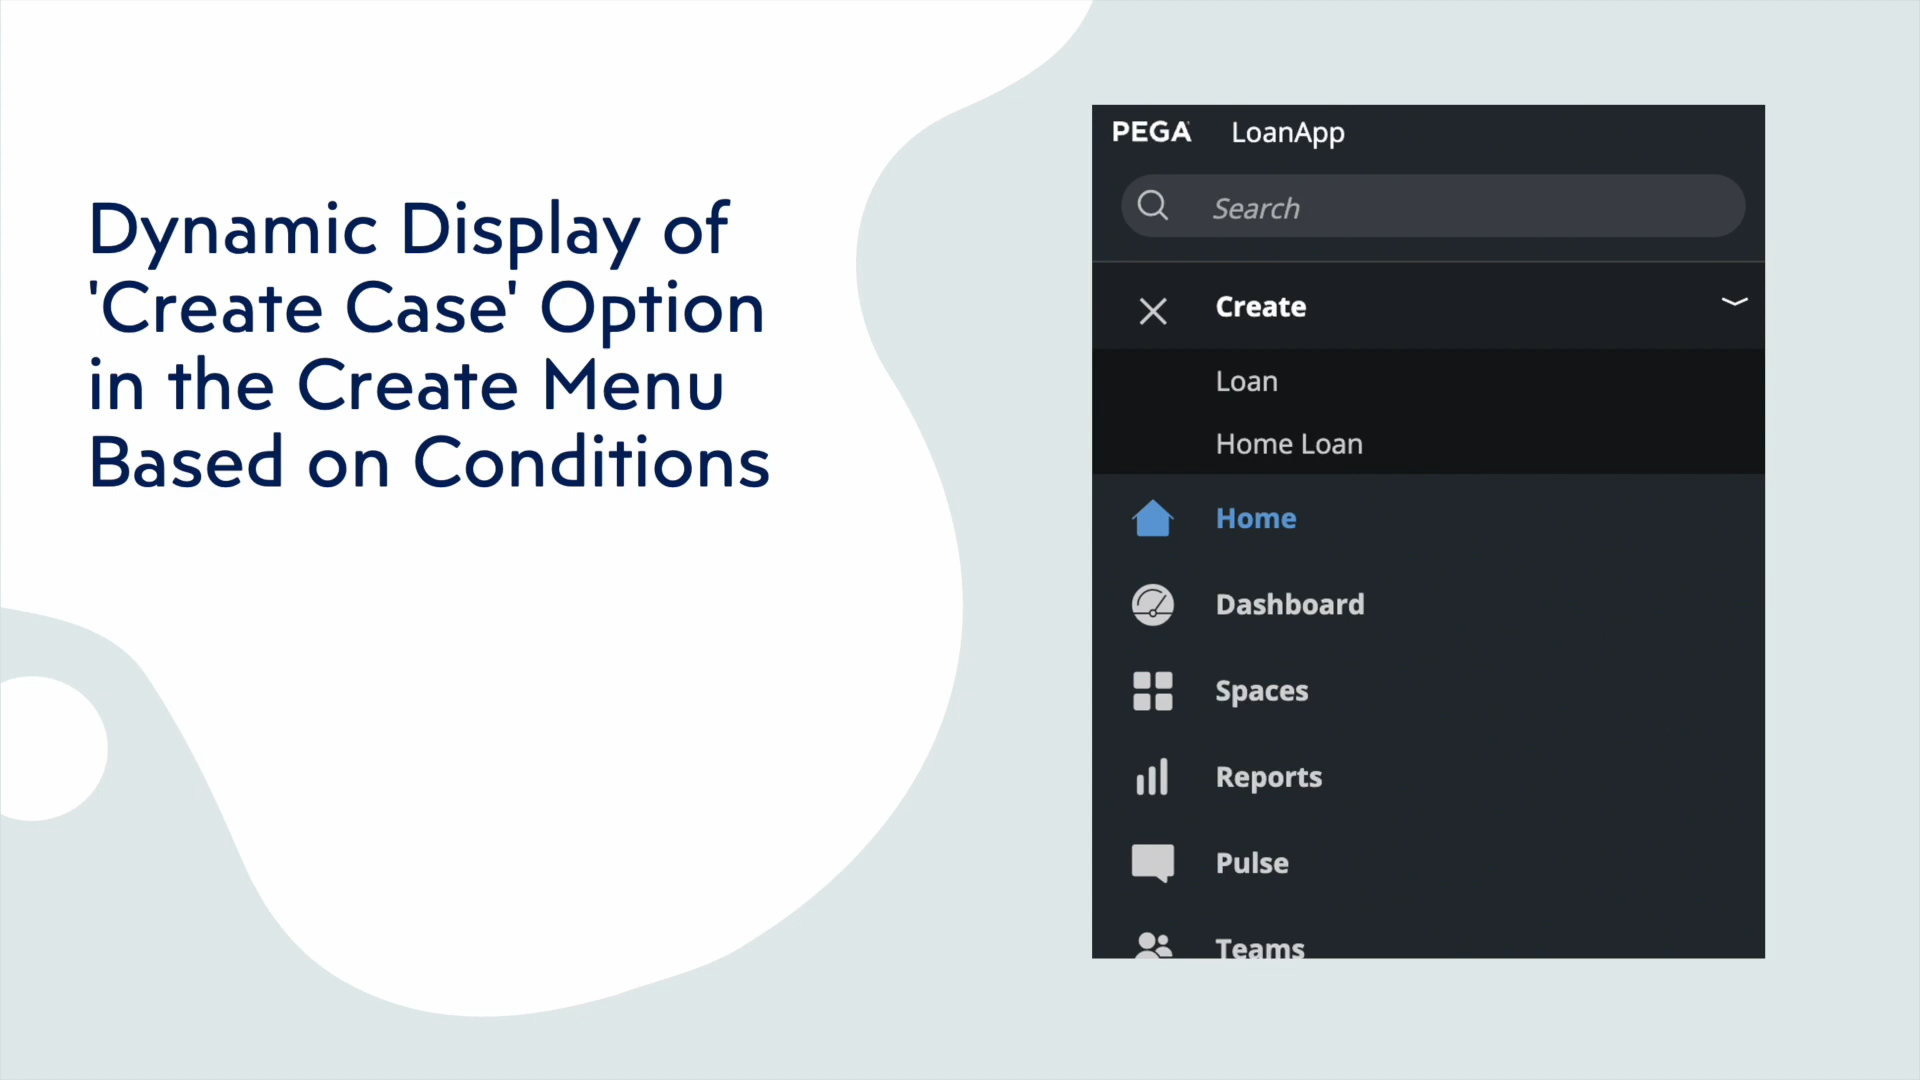 Dynamic Display of
'Create Case' Option
in the Create Menu
Based on Conditions
PEGA LoanApp
Search
Create
Loan
Home Loan
Home
Dashboard
Spaces
Reports
Pulse
Teams